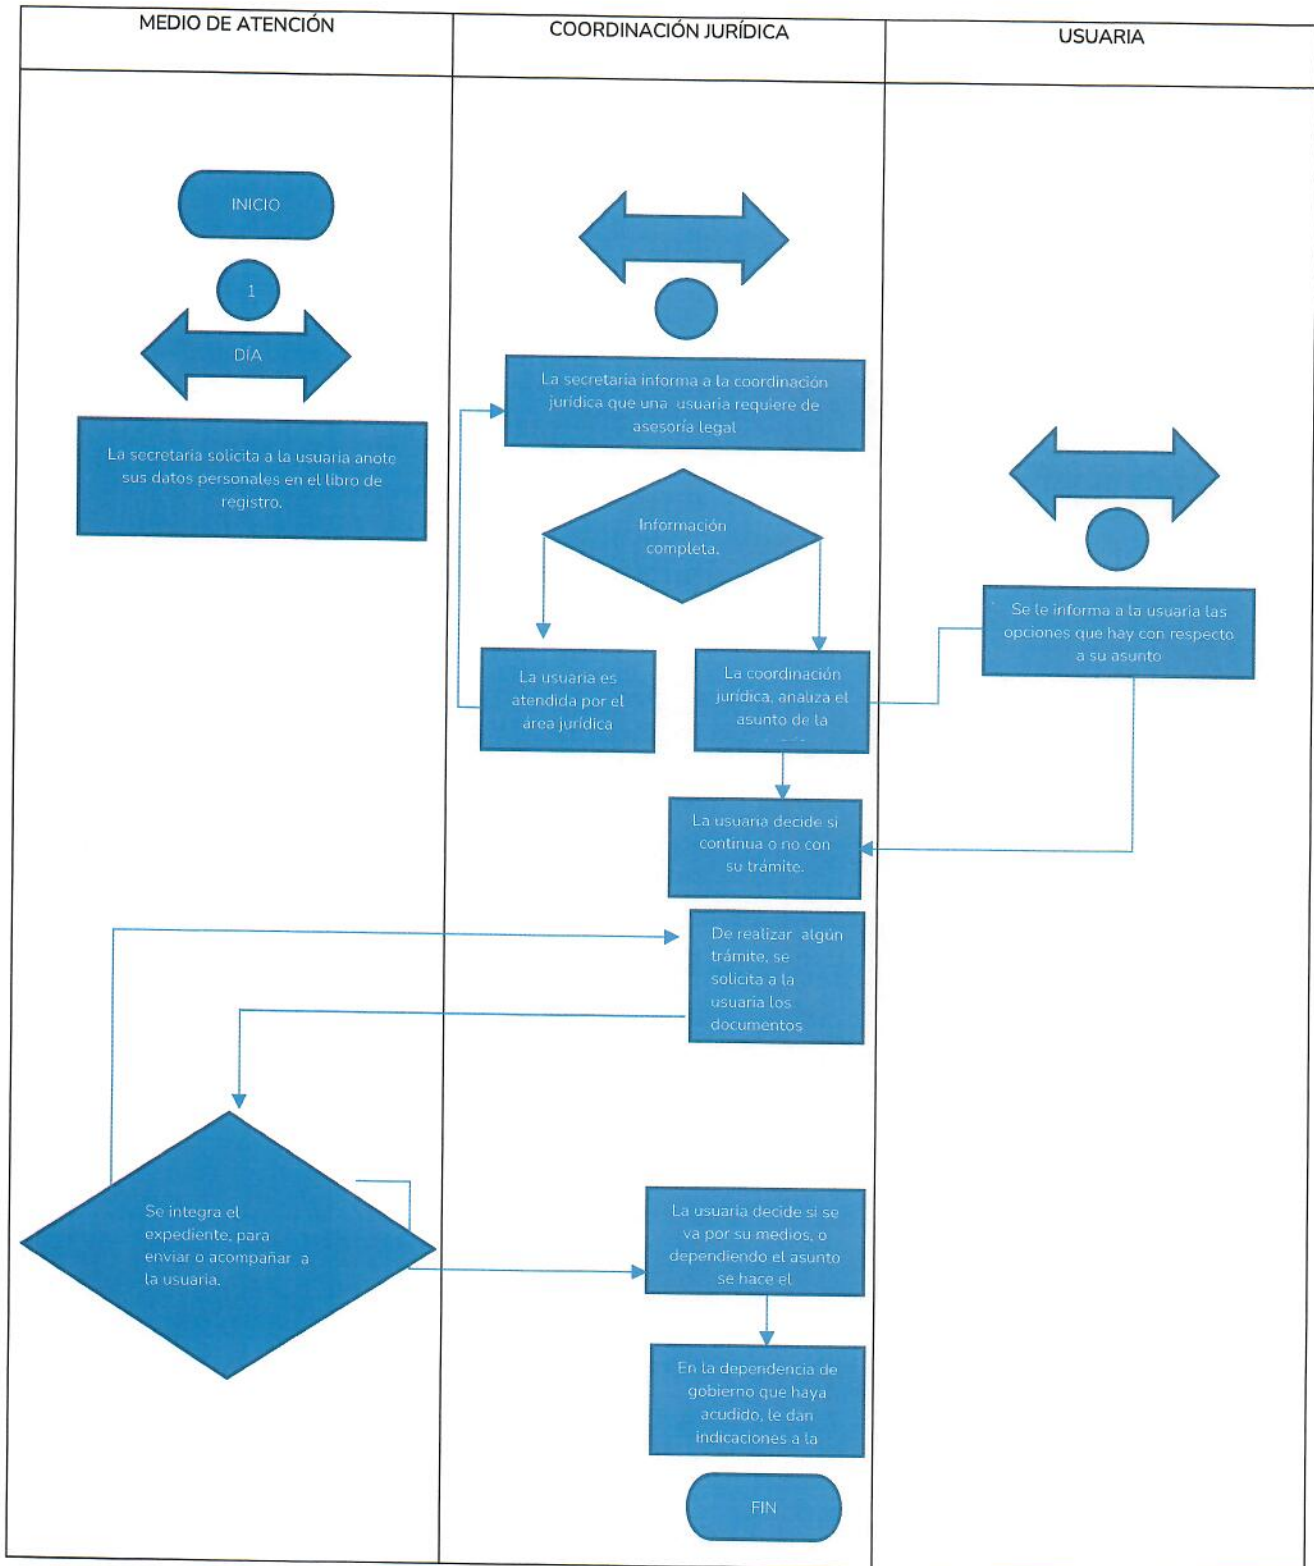 MEDIO DE ATENCIÓN
COORDINACIÓN JURÍDICA
USUARIA
INICIO
1
DÍA
La secretaria solicita a la usuaria anote
sus datos personales en el libro de
registro.
La secretaria informa a la coordinación
jurídica que una usuaria requiere de
asesoría legal
Información
completa.
La usuaria es
atendida por el
área jurídica
La coordinación
jurídica, analiza el
asunto de la
Se le informa a la usuaria las
opciones que hay con respecto
a su asunto
La usuaria decide si
continua o no con
su trámite.
De realizar algún
trámite, se
solicita a la
usuaria los
documentos
Se integra el
expediente, para
enviar o acompañar a
la usuaria.
La usuaria decide si se
va por su medios, o
dependiendo el asunto
se hace el
En la dependencia de
gobierno que haya
acudido, le dan
indicaciones a la
FIN